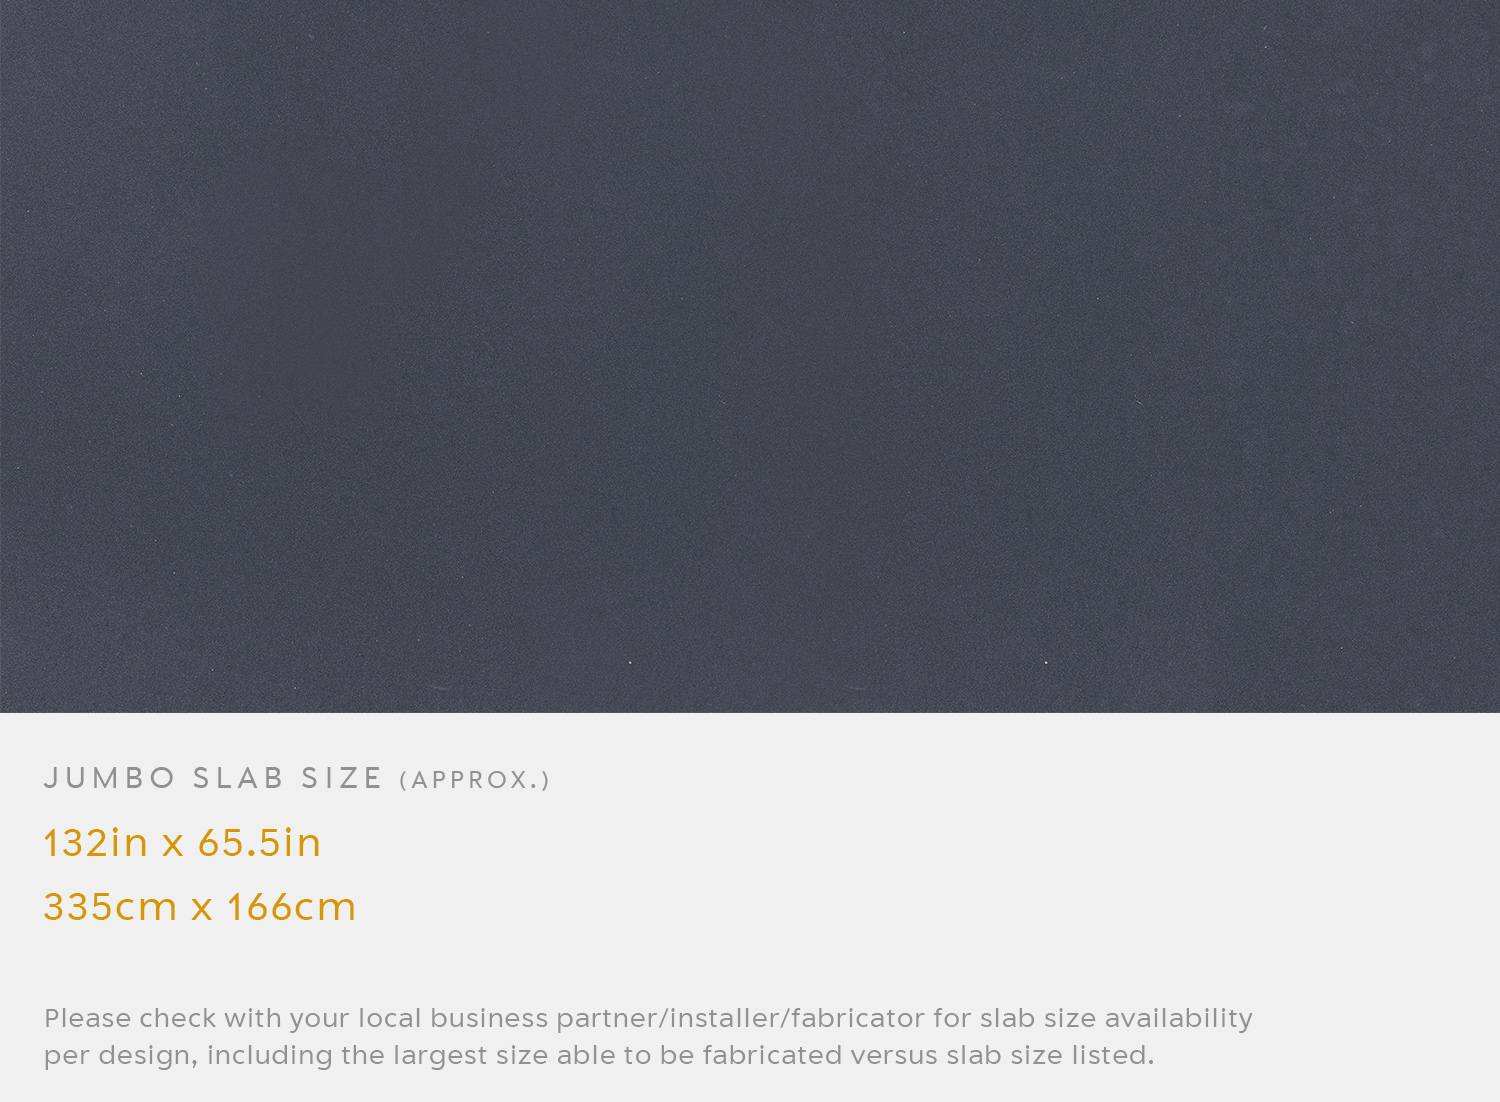 JUMBO SLAB SIZE (APPROX.)
132in x 65.5in
335cm x 166cm
Please check with your local business partner/installer/fabricator for slab size availability
per design, including the largest size able to be fabricated versus slab size listed.